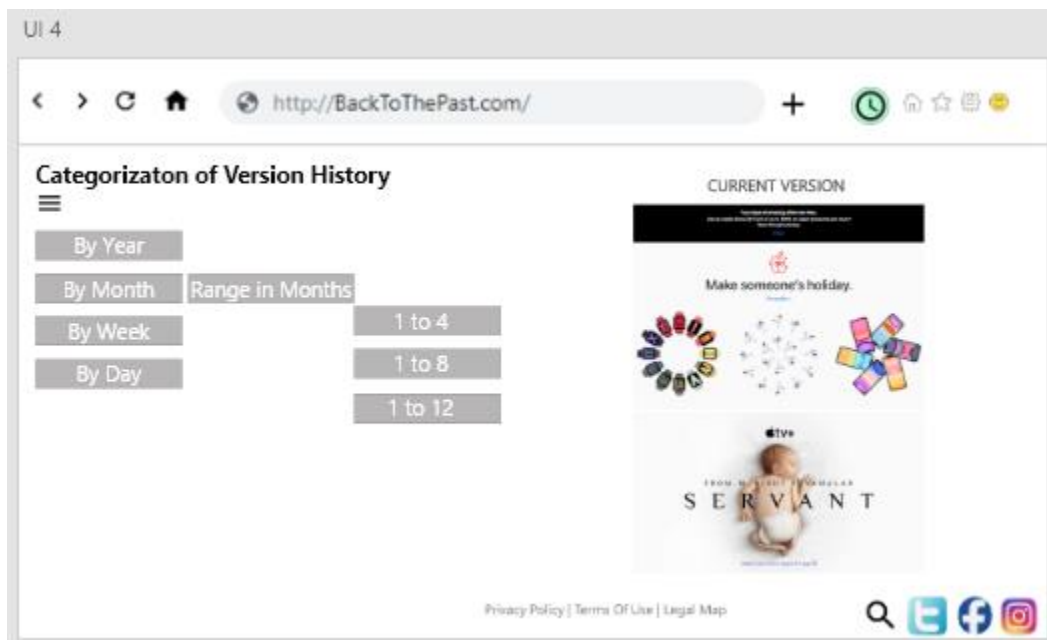 UI 4
http://BackToThePast.com/
Categorizaton of Version History
CURRENT VERSION
By Year
By Month
Range in Months
By Week
1 to 4
By Day
1 to 8
1 to 12
Make someone's holiday.
tv+
SERVANT
Privacy Policy | Terms Of Use | Legal Map